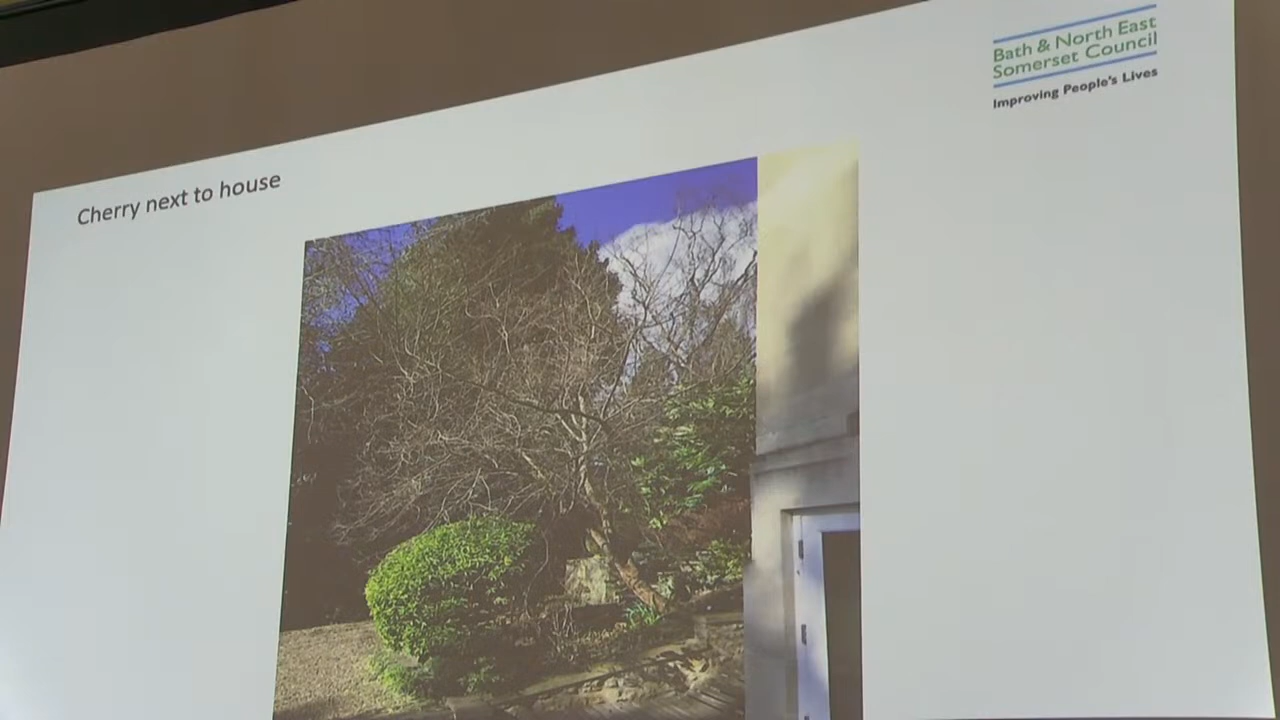 Bath & North East
Somerset Council
Improving People's Lives
Cherry next to house